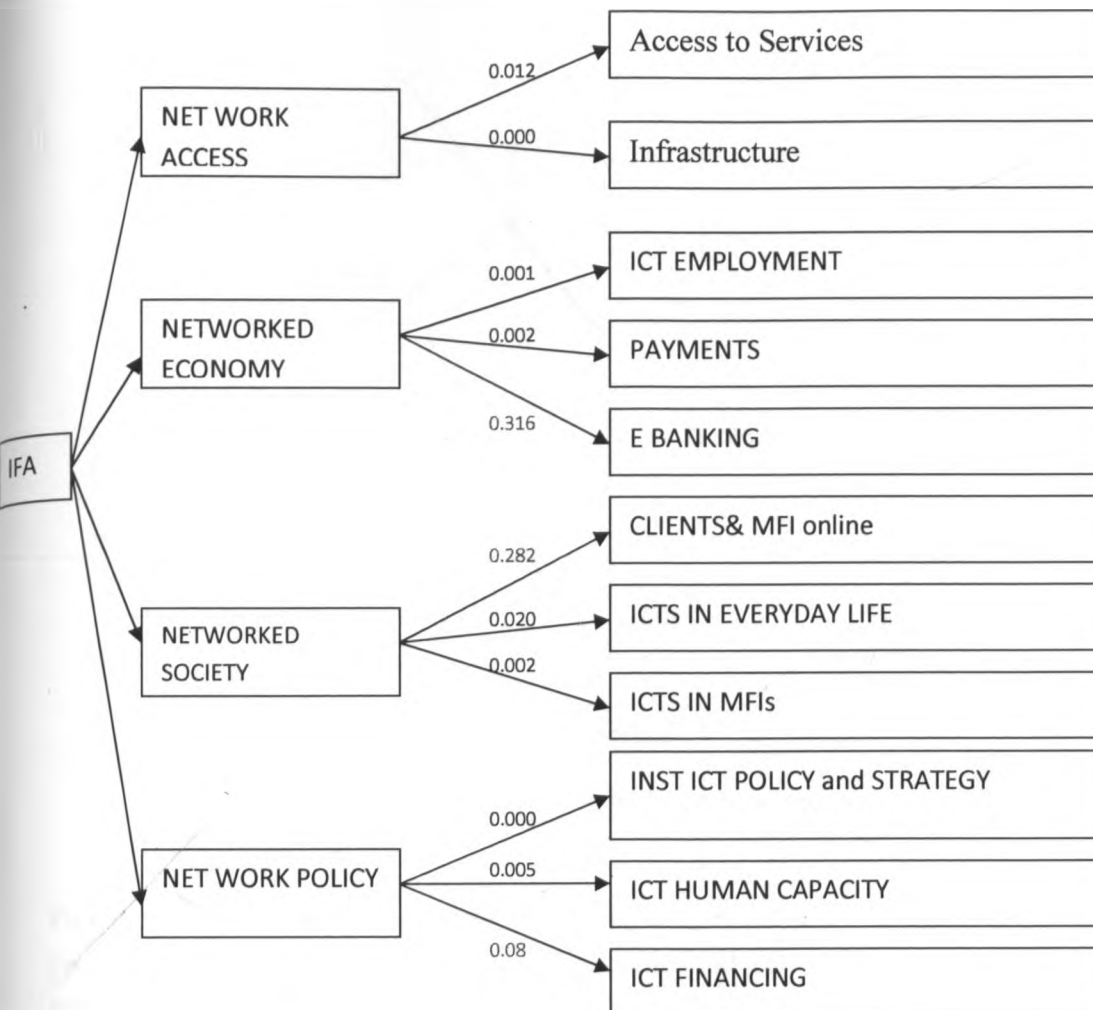 Access to Services
0.012
NET WORK
ACCESS
0.000
Infrastructure
ICT EMPLOYMENT
0.001
NETWORKED
ECONOMY
0.002
PAYMENTS
0.316
E BANKING
IFA
CLIENTS& MFI online
0.282
ICTS IN EVERYDAY LIFE
0.020
NETWORKED
SOCIETY
0.002
ICTS IN MFIs
INST ICT POLICY and STRATEGY
0.000
NET WORK POLICY
0.005
ICT HUMAN CAPACITY
0.08
ICT FINANCING